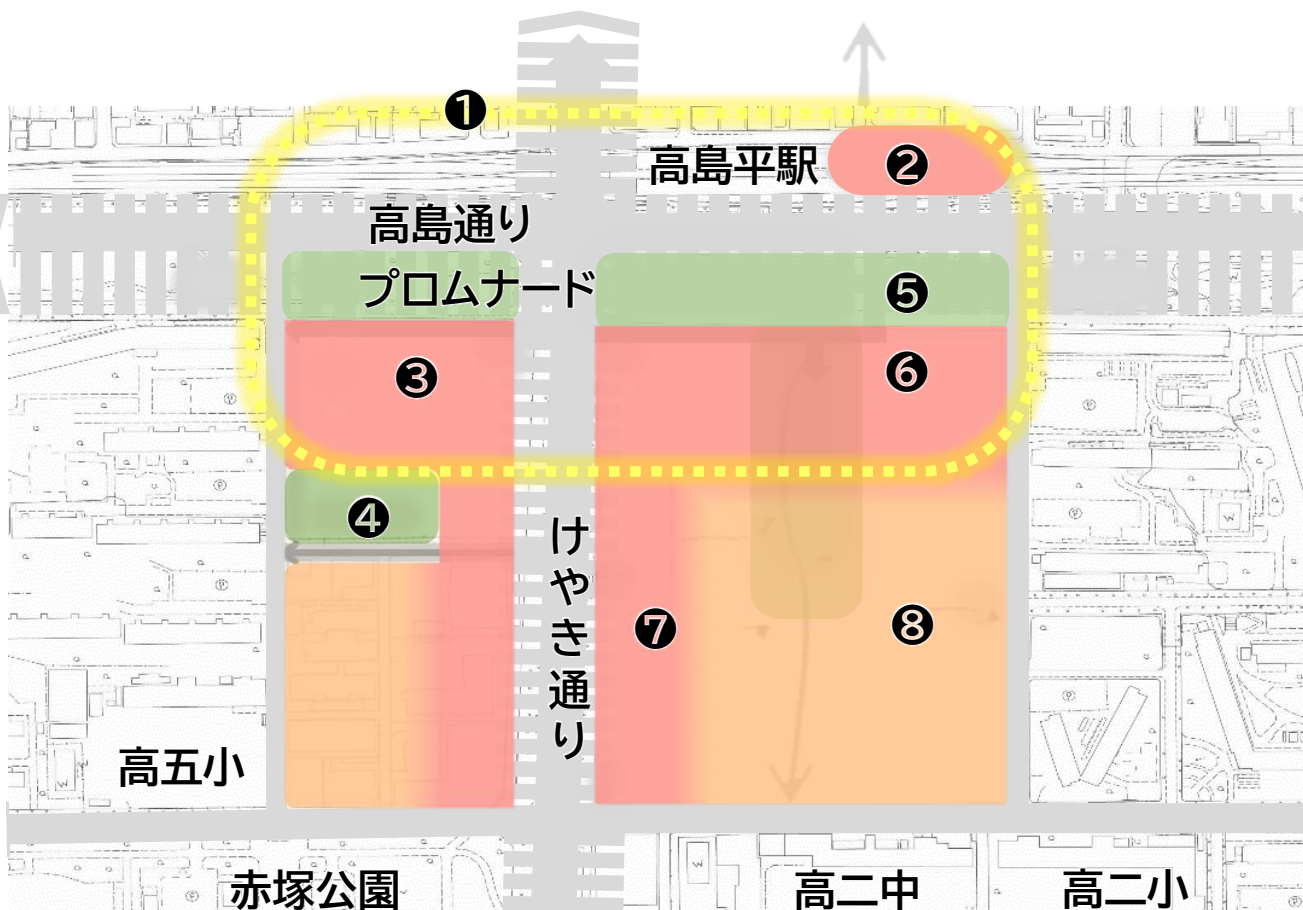 ❶
高島平駅
❷
高島通り
プロムナード
❺
❸
❻
❹
けやき通り
❼
❽
高五小
赤塚公園
高二中
高二小